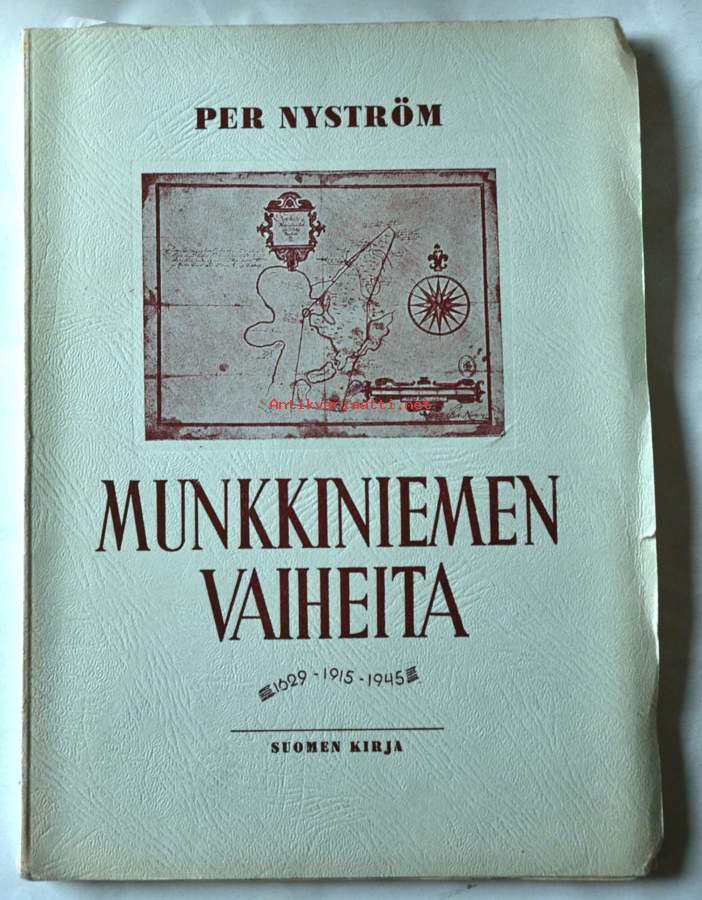 PER NYSTRÖM
Antikvariaatti.net
MUNKKINIEMEN
VAIHEITA
1629-1915-1945
SUOMEN KIRJA